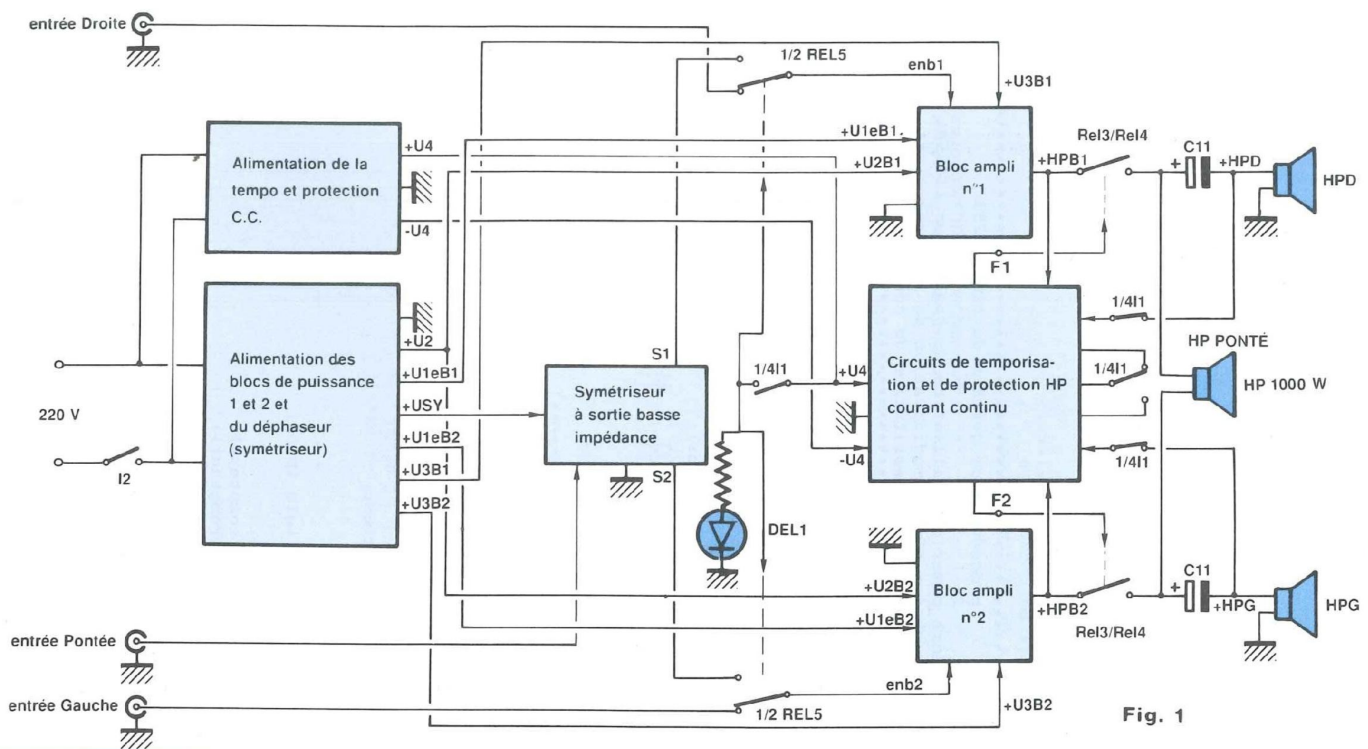 entrée Droite
1/2 REL5
enb1
+U3B1
Alimentation de la
tempo et protection
C.C.
+U4
-U4
+U1eB1.
+U2B1
Bloc ampli
n°1
+HPB1
Rel3/Rel4
+
C11
+HPD
HPD
F1
1/4I1
Alimentation des
blocs de puissance
1 et 2 et
du déphaseur
(symétriseur)
+U2
+U1eB1
+USY
+U1eB2
+U3B1
+U3B2
220 V
I2
S1
Symétriseur
à sortie basse
impédance
S2
1/4I1
+U4
-U4
Circuits de temporisa-
tion et de protection HP
courant continu
1/4I1
HP PONTÉ
HP 1000 W
1/4I1
DEL1
F2
+U2B2
+U1eB2
Bloc ampli
n°2
+HPB2
Rel3/Rel4
+
C11
+HPG
HPG
entrée Pontée
entrée Gauche
enb2
1/2 REL5
+U3B2
Fig. 1